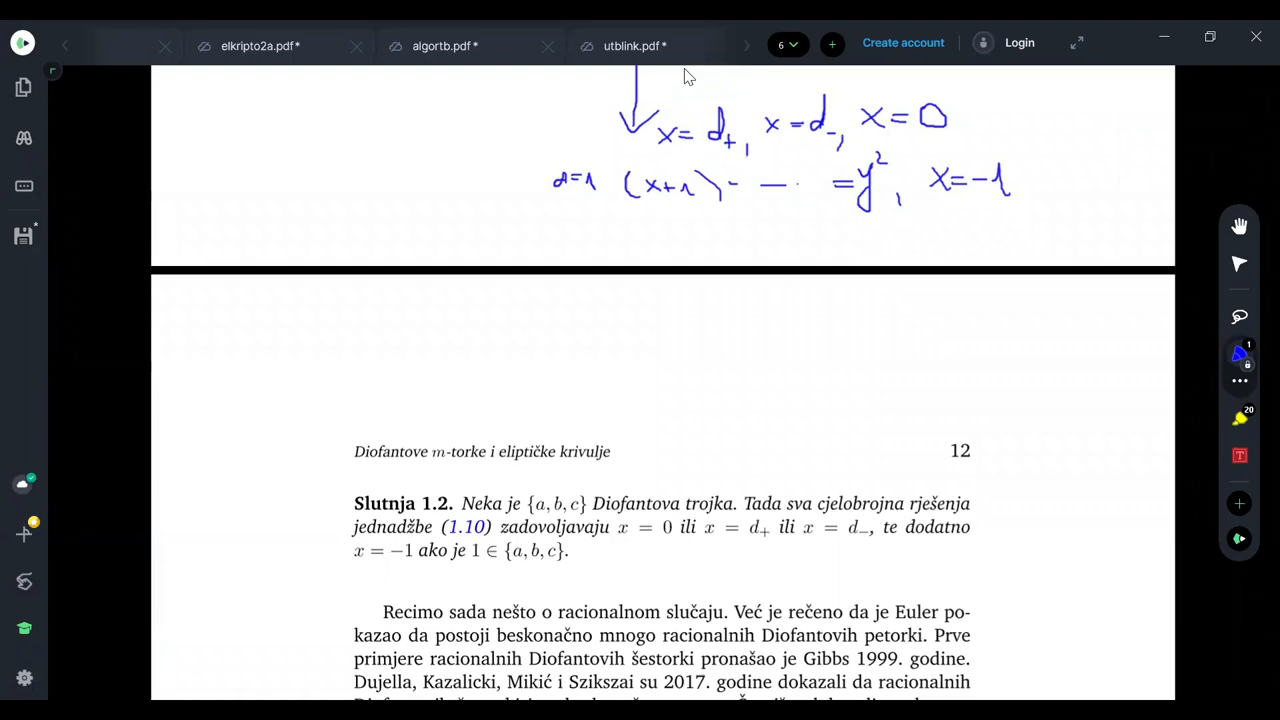 elkripto2a.pdf* algortb.pdf* utblink.pdf* 6 Create account Login
x = d₊, x = d₋, x = 0
a=1 (x+1) · — · = y², x = -1
1
20
T
Diofantove m-torke i eliptičke krivulje 12
Slutnja 1.2. Neka je {a, b, c} Diofantova trojka. Tada sva cjelobrojna rješenja
jednadžbe (1.10) zadovoljavaju x = 0 ili x = d₊ ili x = d₋, te dodatno
x = −1 ako je 1 ∈ {a, b, c}.
Recimo sada nešto o racionalnom slučaju. Već je rečeno da je Euler po-
kazao da postoji beskonačno mnogo racionalnih Diofantovih petorki. Prve
primjere racionalnih Diofantovih šestorki pronašao je Gibbs 1999. godine.
Dujella, Kazalicki, Mikić i Szikszai su 2017. godine dokazali da racionalnih